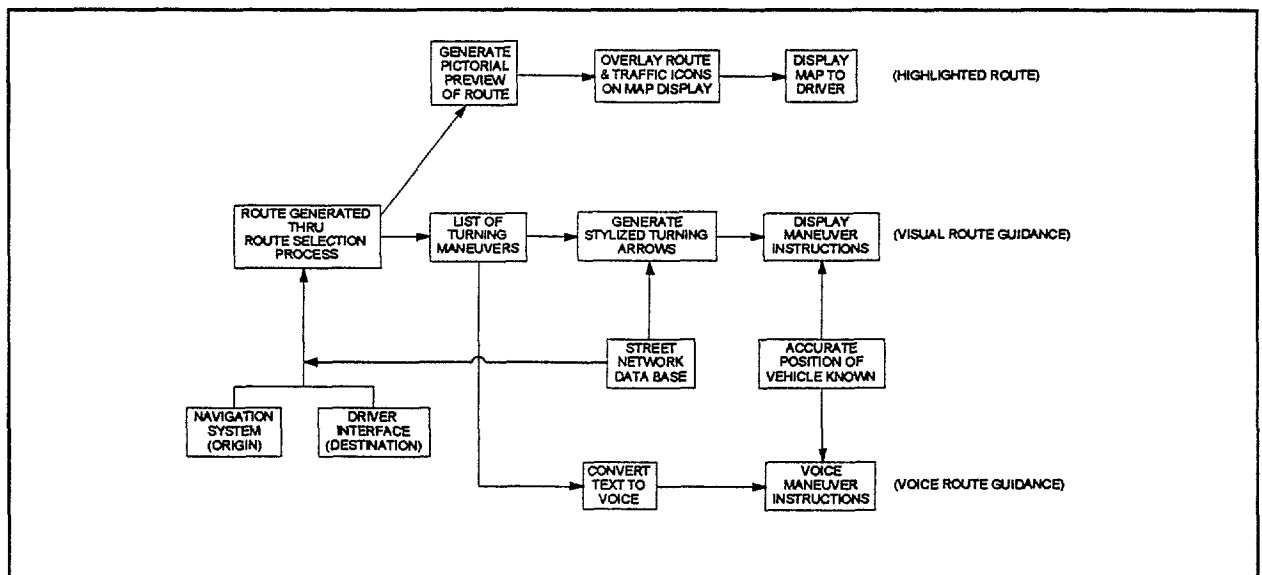 GENERATE
PICTORIAL
PREVIEW
OF ROUTE
OVERLAY ROUTE
& TRAFFIC ICONS
ON MAP DISPLAY
DISPLAY
MAP TO
DRIVER
(HIGHLIGHTED ROUTE)
ROUTE GENERATED
THRU
ROUTE SELECTION
PROCESS
LIST OF
TURNING
MANEUVERS
GENERATE
STYLIZED TURNING
ARROWS
DISPLAY
MANEUVER
INSTRUCTIONS
(VISUAL ROUTE GUIDANCE)
STREET
NETWORK
DATA BASE
ACCURATE
POSITION OF
VEHICLE KNOWN
NAVIGATION
SYSTEM
(ORIGIN)
DRIVER
INTERFACE
(DESTINATION)
CONVERT
TEXT TO
VOICE
VOICE
MANEUVER
INSTRUCTIONS
(VOICE ROUTE GUIDANCE)